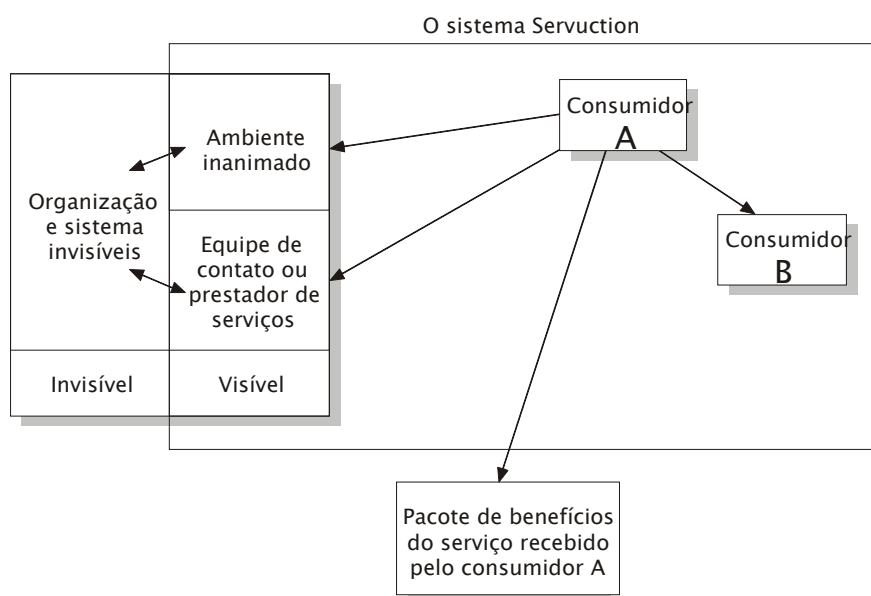 O sistema Servuction
Consumidor
A
Ambiente
inanimado
Organização
e sistema
invisíveis
Equipe de
contato ou
prestador de
serviços
Consumidor
B
Invisível
Visível
Pacote de benefícios
do serviço recebido
pelo consumidor A